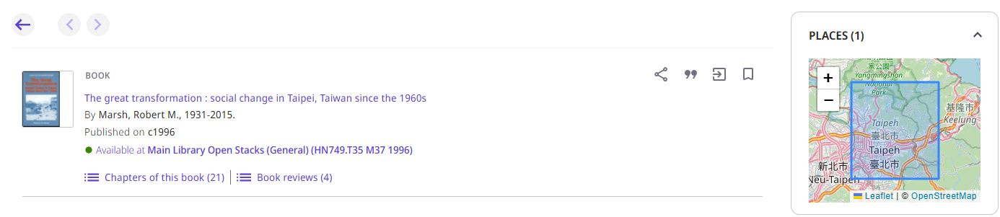 BOOK
The great transformation : social change in Taipei, Taiwan since the 1960s
By Marsh, Robert M., 1931-2015.
Published on c1996
Available at Main Library Open Stacks (General) (HN749.T35 M37 1996)
Chapters of this book (21)
Book reviews (4)
PLACES (1)
+
−
家公園
Yangmingshan
National
Park
Taipeh
臺北市
Taipeh
臺北市
新北市
Neu-Taipeh
基隆市
Keelung
Leaflet | © OpenStreetMap